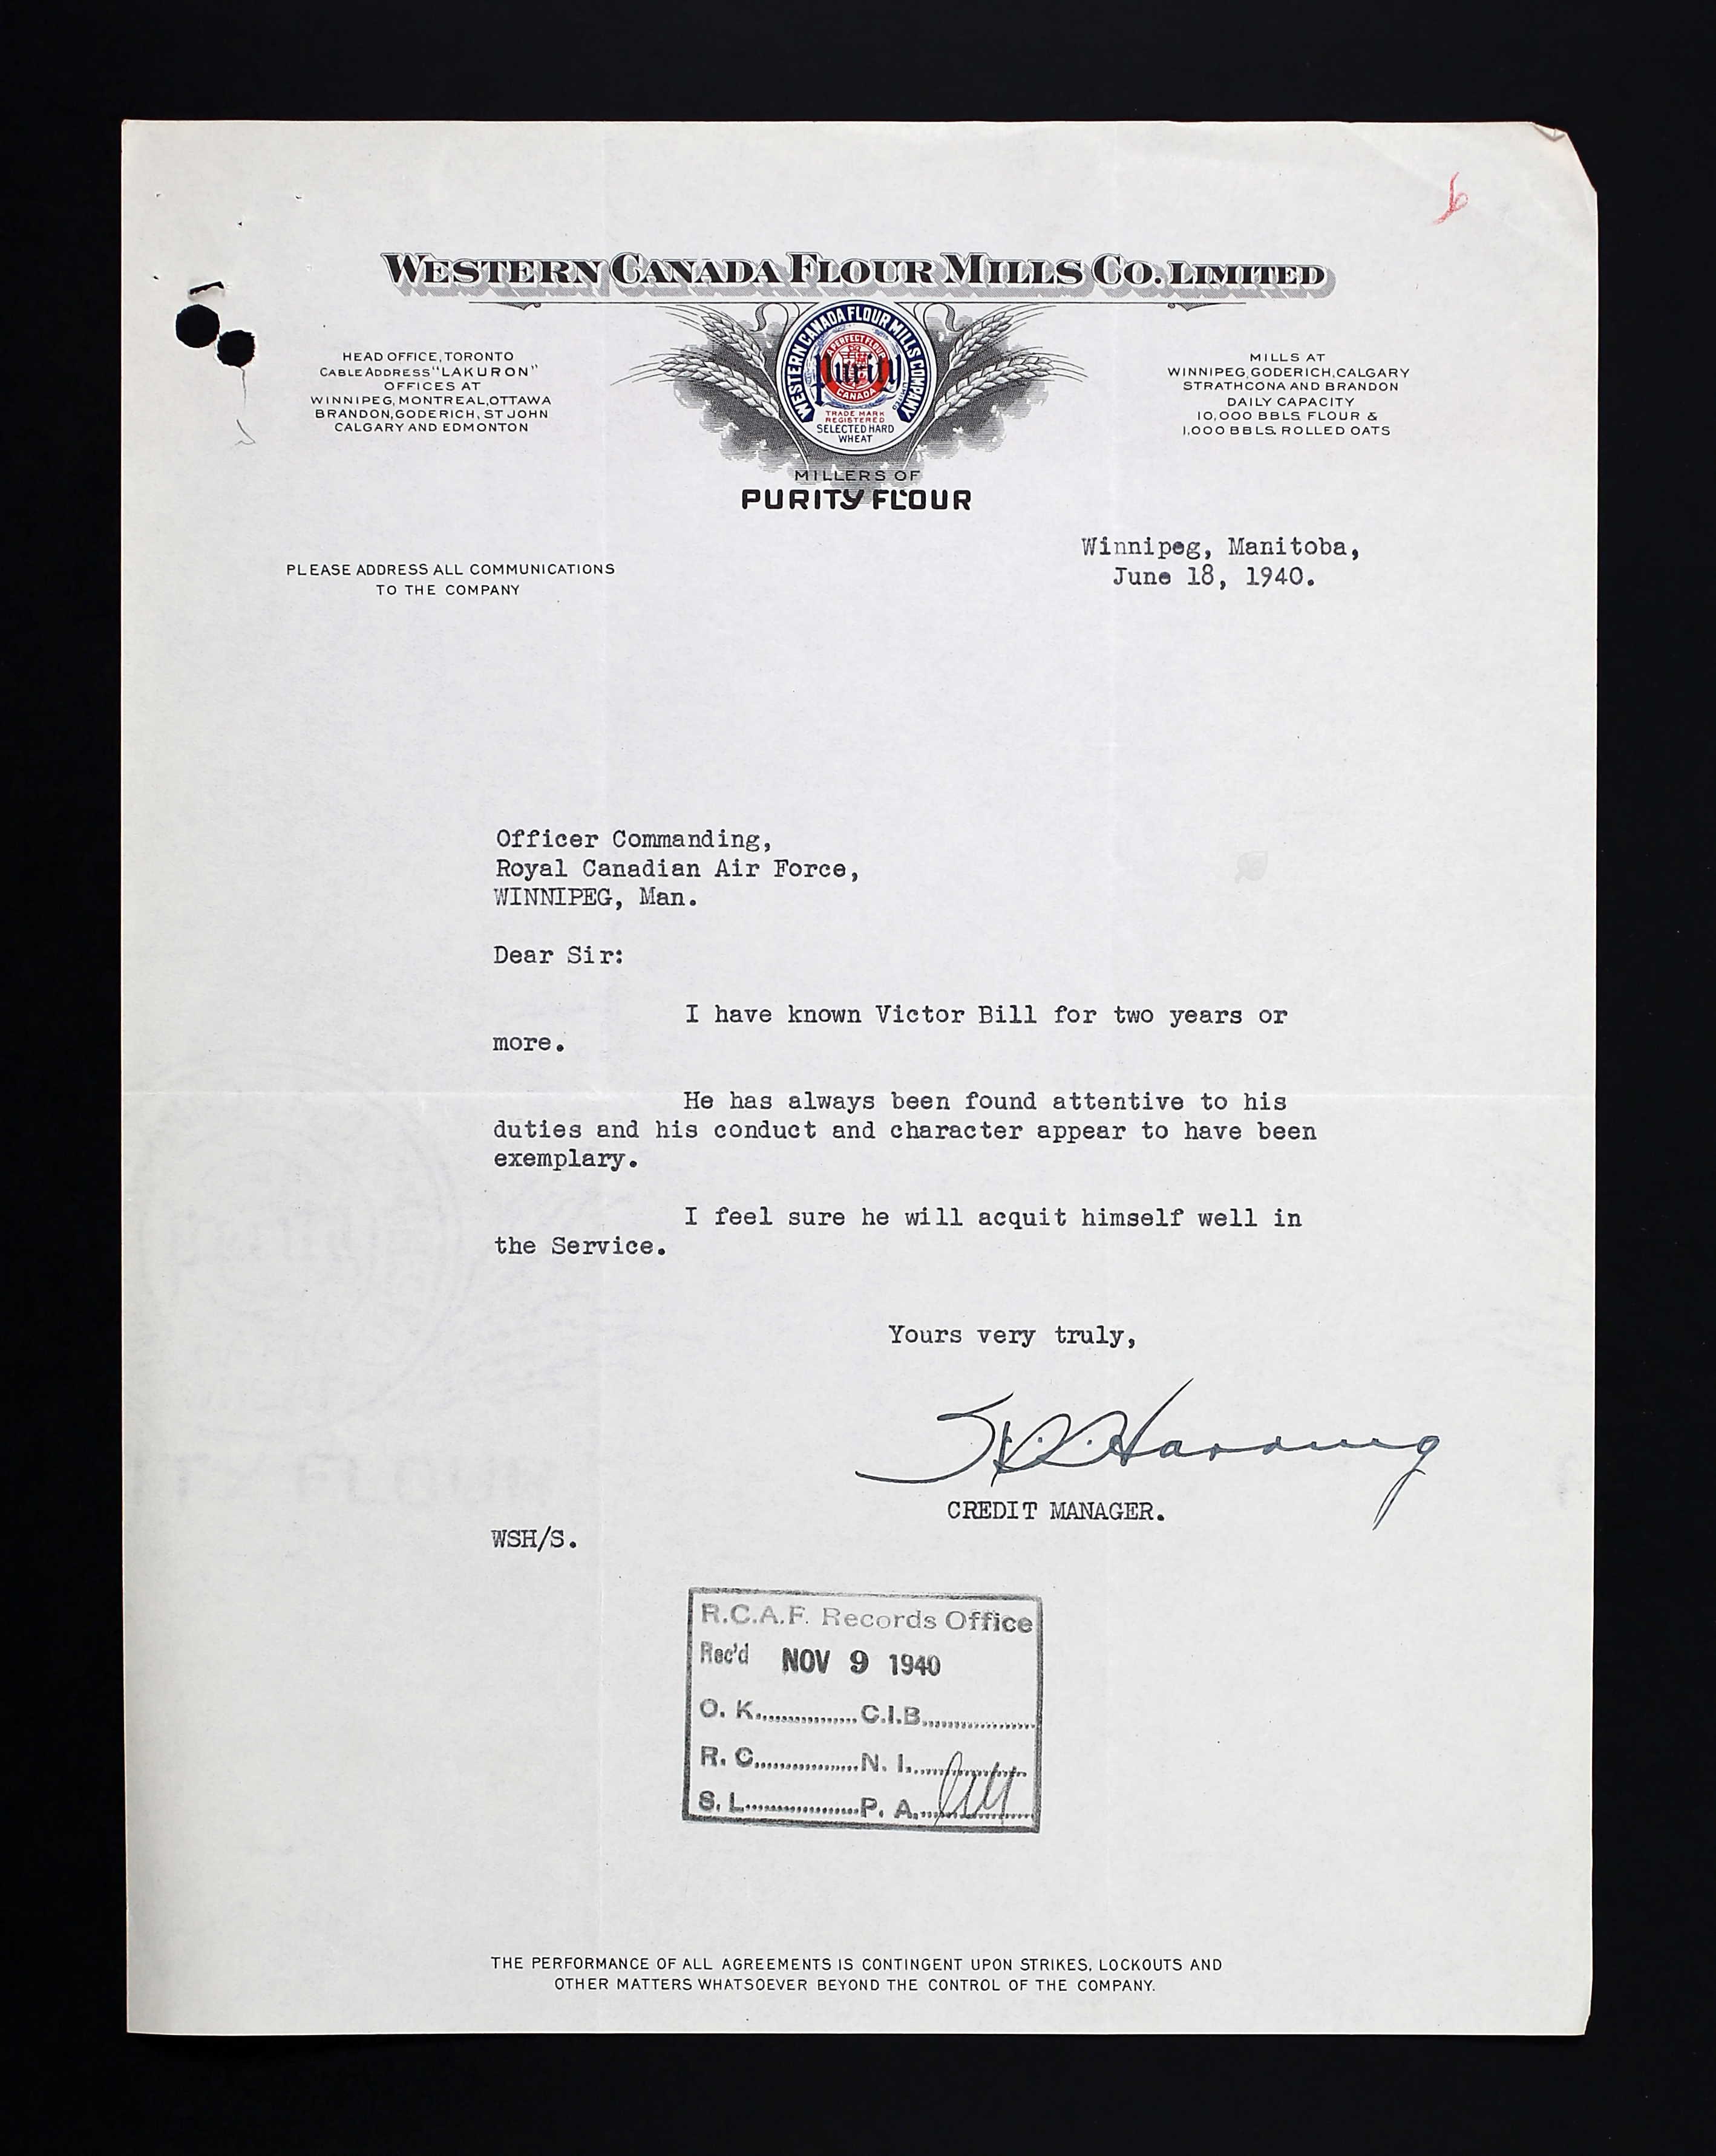 6
WESTERN CANADA FLOUR MILLS CO. LIMITED
HEAD OFFICE, TORONTO
CABLE ADDRESS "LAKURON"
OFFICES AT
WINNIPEG, MONTREAL, OTTAWA
BRANDON, GODERICH, ST JOHN
CALGARY AND EDMONTON
WESTERN CANADA FLOUR MILLS COMPANY
LIMITED
A PERFECT FLOUR
Purity
CANADA
TRADE MARK
REGISTERED
SELECTED HARD
WHEAT
MILLERS OF
PURITY FLOUR
MILLS AT
WINNIPEG, GODERICH, CALGARY
STRATHCONA AND BRANDON
DAILY CAPACITY
10,000 BBLS. FLOUR &
1,000 BBLS. ROLLED OATS
PLEASE ADDRESS ALL COMMUNICATIONS
TO THE COMPANY
Winnipeg, Manitoba,
June 18, 1940.
Officer Commanding,
Royal Canadian Air Force,
WINNIPEG, Man.
Dear Sir:
I have known Victor Bill for two years or
more.
He has always been found attentive to his
duties and his conduct and character appear to have been
exemplary.
I feel sure he will acquit himself well in
the Service.
Yours very truly,
CREDIT MANAGER.
WSH/S.
R.C.A.F. Records Office
Rec'd NOV 9 1940
O. K............... C.I.B...............
R. C............... N. I...............
S. L............... P. A...............
THE PERFORMANCE OF ALL AGREEMENTS IS CONTINGENT UPON STRIKES, LOCKOUTS AND
OTHER MATTERS WHATSOEVER BEYOND THE CONTROL OF THE COMPANY.